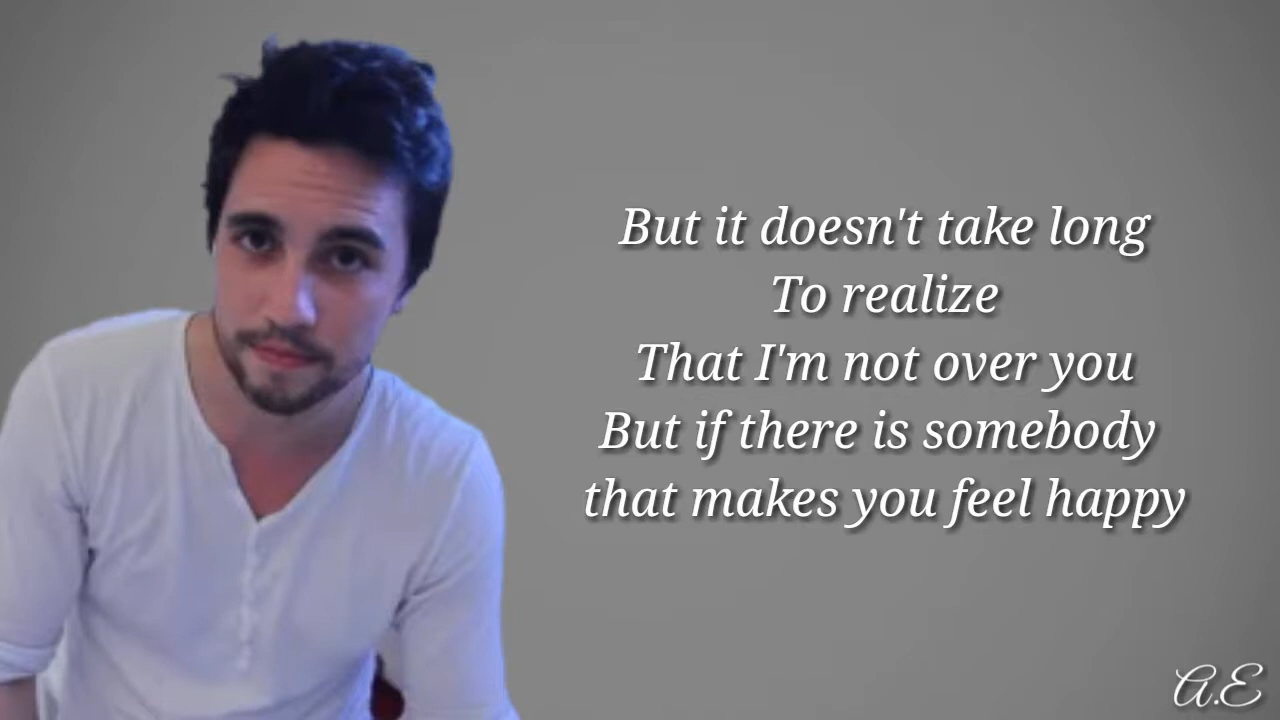 But it doesn't take long
To realize
That I'm not over you
But if there is somebody
that makes you feel happy
A.E